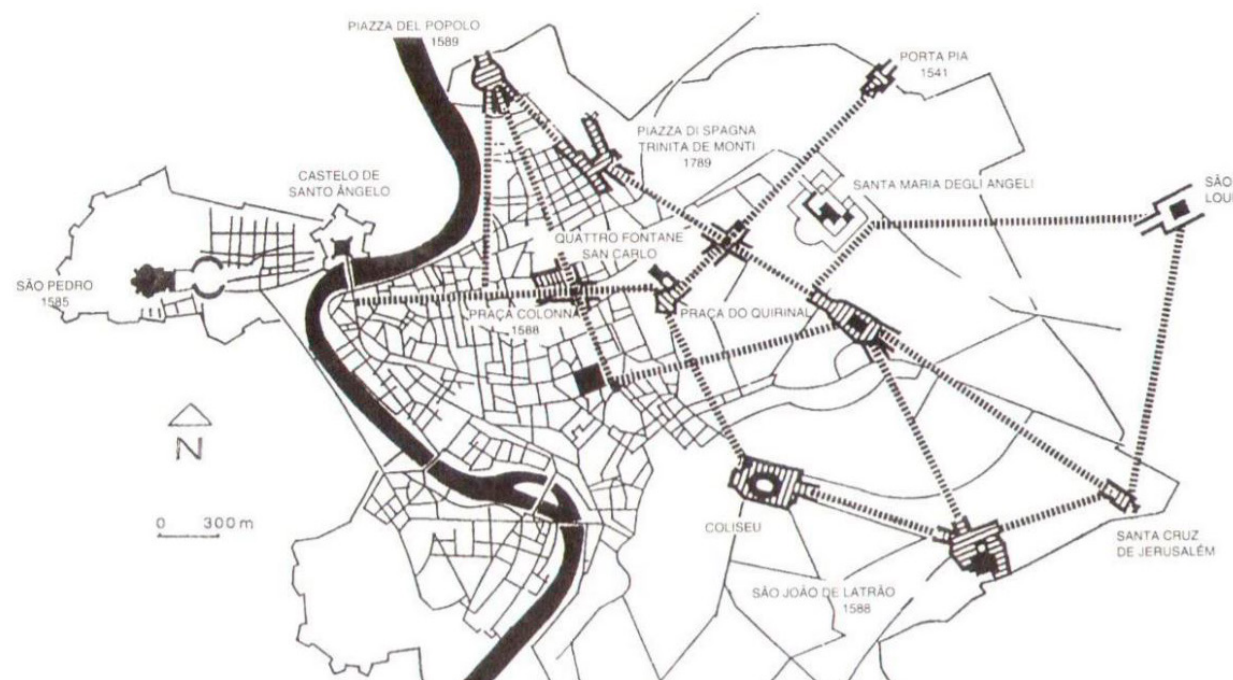 PIAZZA DEL POPOLO
1589
PORTA PIA
1541
PIAZZA DI SPAGNA
TRINITA DE MONTI
1789
CASTELO DE
SANTO ÂNGELO
SANTA MARIA DEGLI ANGELI
SÃO
QUATTRO FONTANE
SAN CARLO
SÃO PEDRO
1585
PRAÇA COLONNA
1588
PRAÇA DO QUIRINAL
N
0 300 m
COLISEU
SANTA CRUZ
DE JERUSALÉM
SÃO JOÃO DE LATRÃO
1588